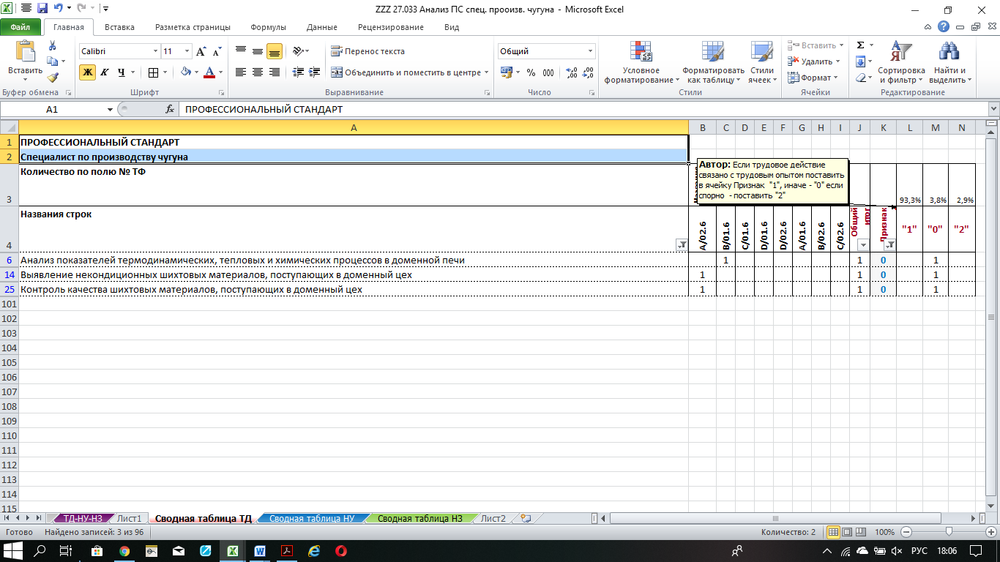 ZZZ 27.033 Анализ ПС спец. прооизв. чугуна - Microsoft Excel
Файл Главная Вставка Разметка страницы Формулы Данные Рецензирование Вид
Вставить
Calibri 11
Ж К Ч
Перенос текста
Объединить и поместить в центре
Общий
% 000
Условное форматирование
Форматировать как таблицу
Стили ячеек
Вставить
Удалить
Формат
Σ
Сортировка и фильтр
Найти и выделить
Буфер обмена Шрифт Выравнивание Число Стили Ячейки Редактирование
A1 fx ПРОФЕССИОНАЛЬНЫЙ СТАНДАРТ
A B C D E F G H I J K L M N
1 ПРОФЕССИОНАЛЬНЫЙ СТАНДАРТ
2 Специалист по производству чугуна
Автор: Если трудовое действие
связано с трудовым опытом поставить
в ячейку Признак "1", иначе - "0" если
спорно - поставить "2"
3 Количество по полю № ТФ 93,3% 3,8% 2,9%
4 Названия строк A/02.6 B/01.6 C/01.6 D/01.6 D/02.6 A/01.6 B/02.6 C/02.6 Общий итог Признак "1" "0" "2"
6 Анализ показателей термодинамических, тепловых и химических процессов в доменной печи 1 1 0 1
14 Выявление некондиционных шихтовых материалов, поступающих в доменный цех 1 1 0 1
25 Контроль качества шихтовых материалов, поступающих в доменный цех 1 1 0 1
101
102
103
104
105
106
107
108
109
110
111
112
113
114
115
ТД-НУ-НЗ Лист1 Сводная таблица ТД Сводная таблица НУ Сводная таблица НЗ Лист2
Готово Найдено записей: 3 из 96 Количество: 2 100%
РУС 18:06